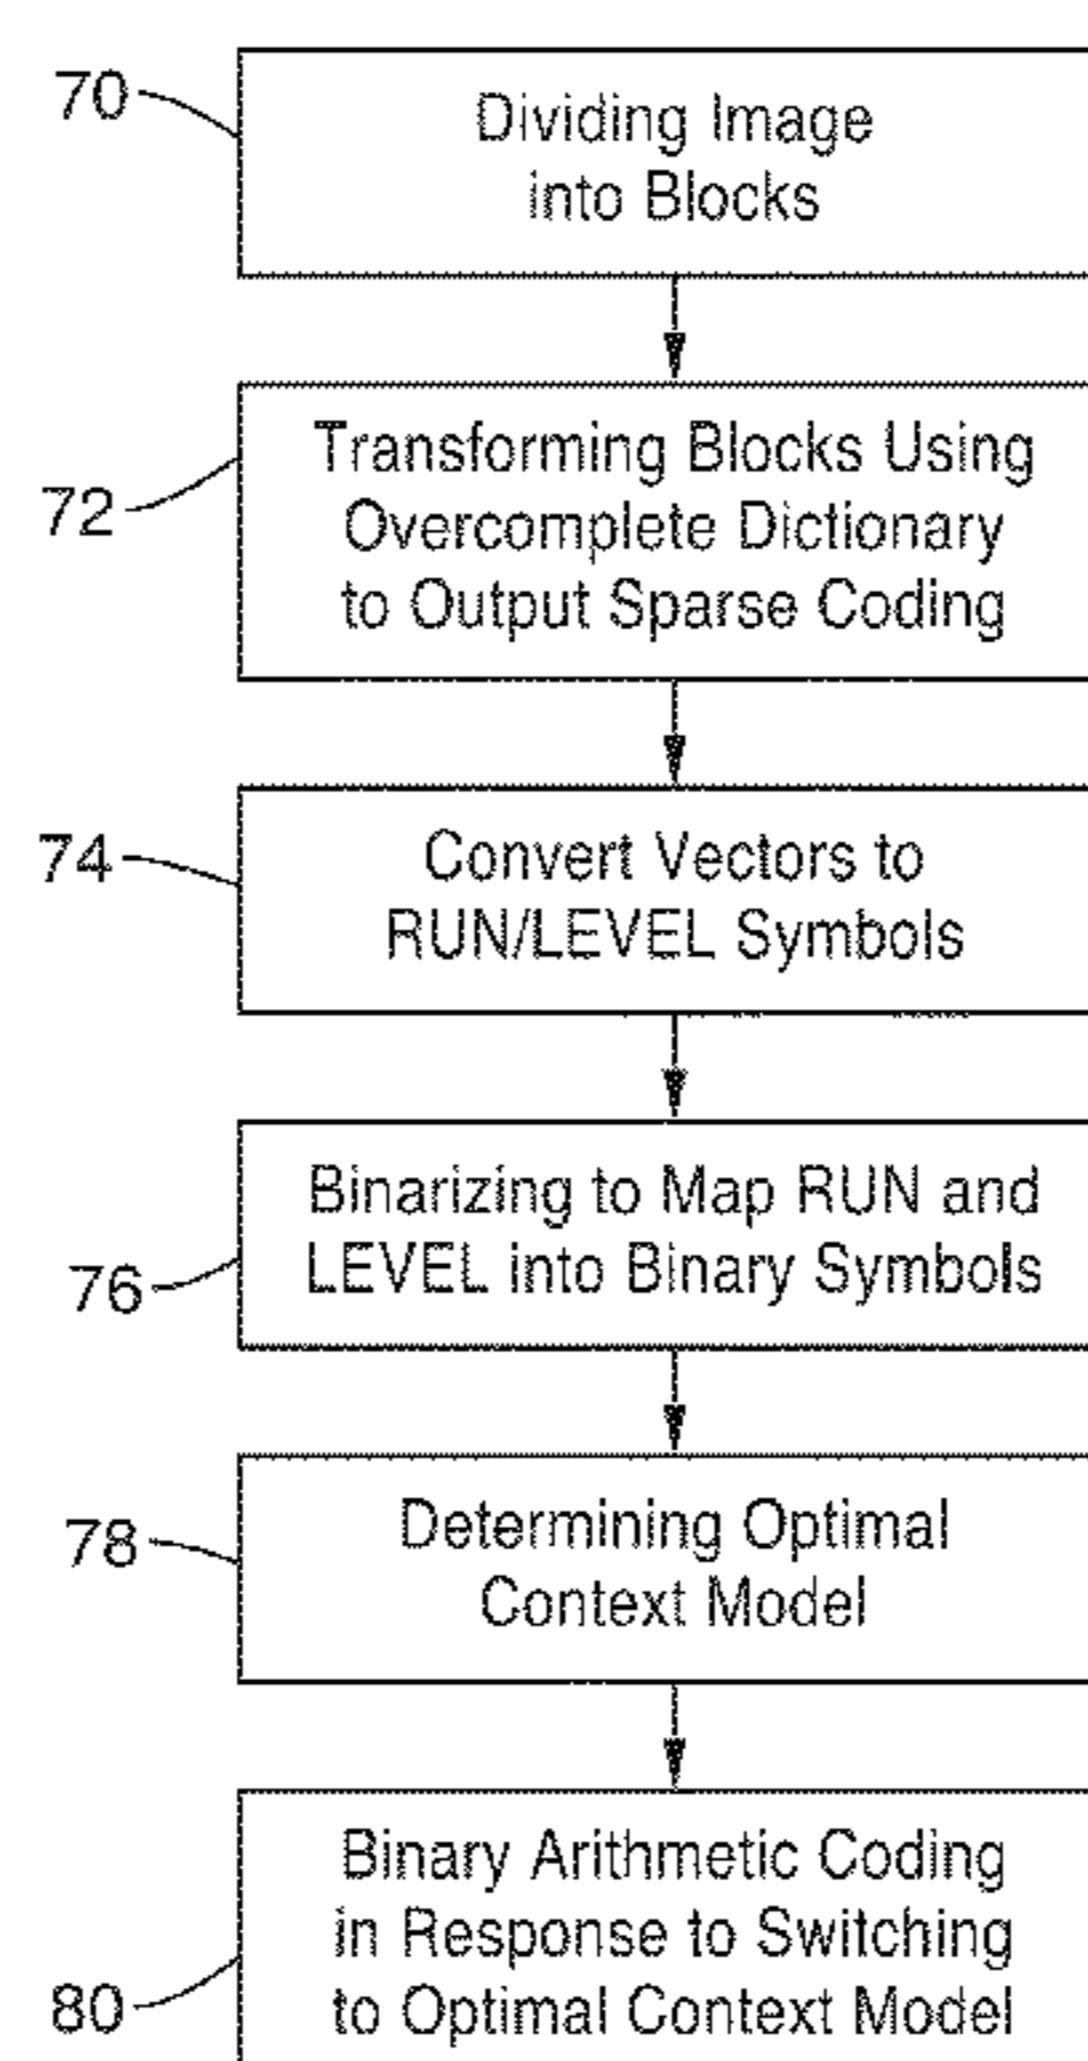 70
Dividing Image
into Blocks
72
Transforming Blocks Using
Overcomplete Dictionary
to Output Sparse Coding
74
Convert Vectors to
RUN/LEVEL Symbols
76
Binarizing to Map RUN and
LEVEL into Binary Symbols
78
Determining Optimal
Context Model
80
Binary Arithmetic Coding
in Response to Switching
to Optimal Context Model